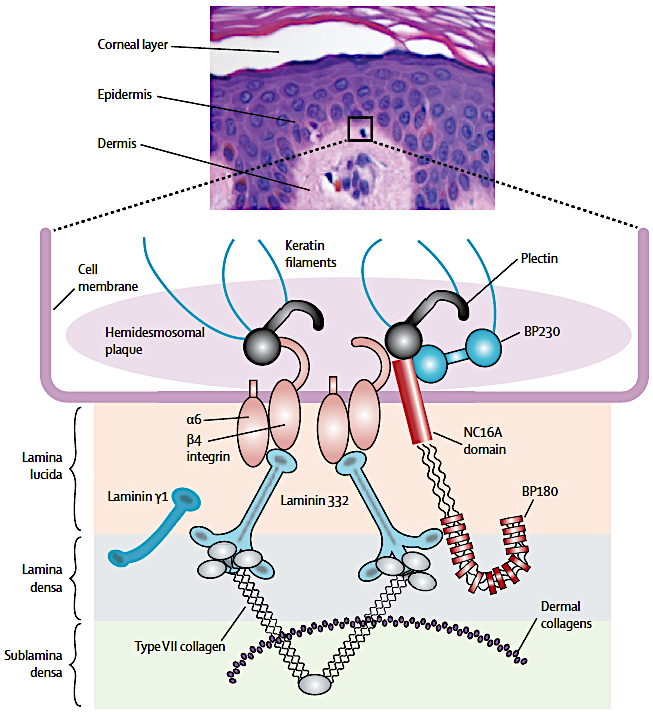 Corneal layer
Epidermis
Dermis
Keratin
filaments
Plectin
Cell
membrane
Hemidesmosomal
plaque
BP230
α6
β4
integrin
NC16A
domain
Lamina
lucida
Laminin γ1
Laminin 332
BP180
Lamina
densa
Type VII collagen
Dermal
collagens
Sublamina
densa